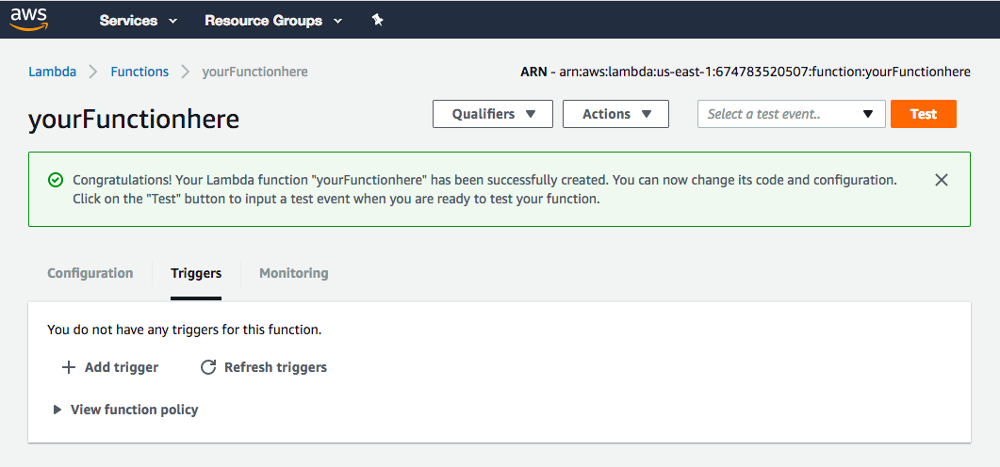 aws
Services
Resource Groups
Lambda
Functions
yourFunctionhere
ARN - arn:aws:lambda:us-east-1:674783520507:function:yourFunctionhere
yourFunctionhere
Qualifiers
Actions
Select a test event..
Test
Congratulations! Your Lambda function "yourFunctionhere" has been successfully created. You can now change its code and configuration.
Click on the "Test" button to input a test event when you are ready to test your function.
Configuration
Triggers
Monitoring
You do not have any triggers for this function.
Add trigger
Refresh triggers
View function policy